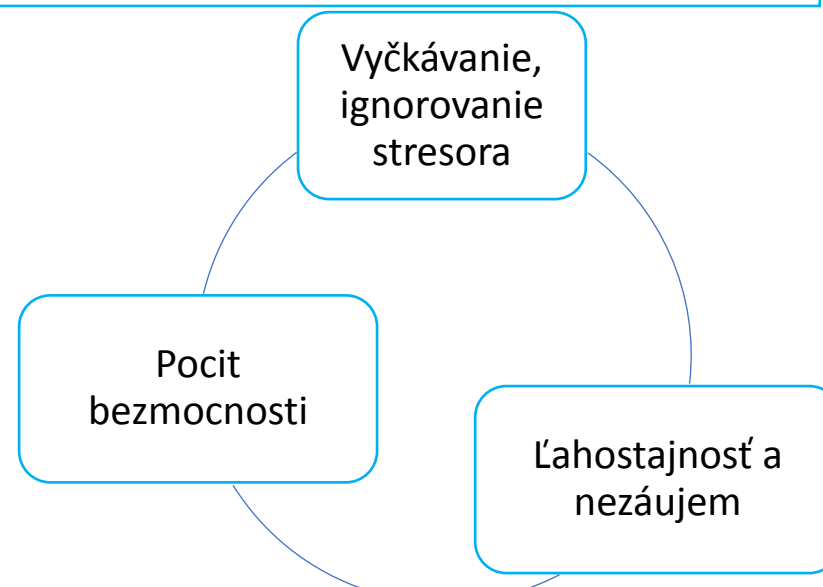 Vyčkávanie,
ignorovanie
stresora
Pocit
bezmocnosti
Ľahostajnosť a
nezáujem